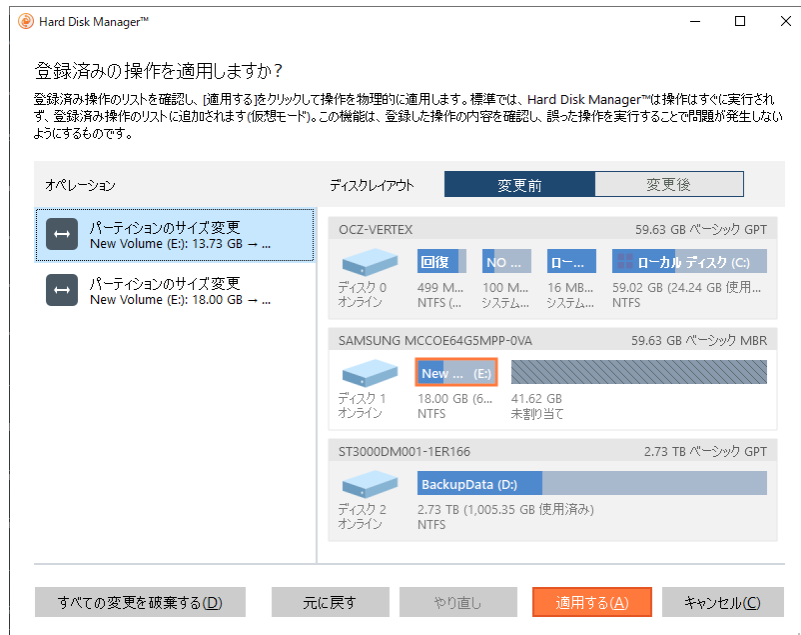 Hard Disk Manager™
登録済みの操作を適用しますか?
登録済み操作のリストを確認し、[適用する]をクリックして操作を物理的に適用します。標準では、Hard Disk Manager™は操作はすぐに実行され
ず、登録済み操作のリストに追加されます(仮想モード)。この機能は、登録した操作の内容を確認し、誤った操作を実行することで問題が発生しない
ようにするものです。
オペレーション
ディスクレイアウト
変更前
変更後
パーティションのサイズ変更
New Volume (E:): 13.73 GB → ...
パーティションのサイズ変更
New Volume (E:): 18.00 GB → ...
OCZ-VERTEX 59.63 GB ベーシック GPT
回復 NO ... ロー... ローカル ディスク (C:)
ディスク 0 499 M... 100 M... 16 MB... 59.02 GB (24.24 GB 使用...
オンライン NTFS (... システム... システム... NTFS
SAMSUNG MCCOE64G5MPP-0VA 59.63 GB ベーシック MBR
New ... (E:)
ディスク 1 18.00 GB (6... 41.62 GB
オンライン NTFS 未割り当て
ST3000DM001-1ER166 2.73 TB ベーシック GPT
BackupData (D:)
ディスク 2 2.73 TB (1,005.35 GB 使用済み)
オンライン NTFS
すべての変更を破棄する(D) 元に戻す やり直し 適用する(A) キャンセル(C)